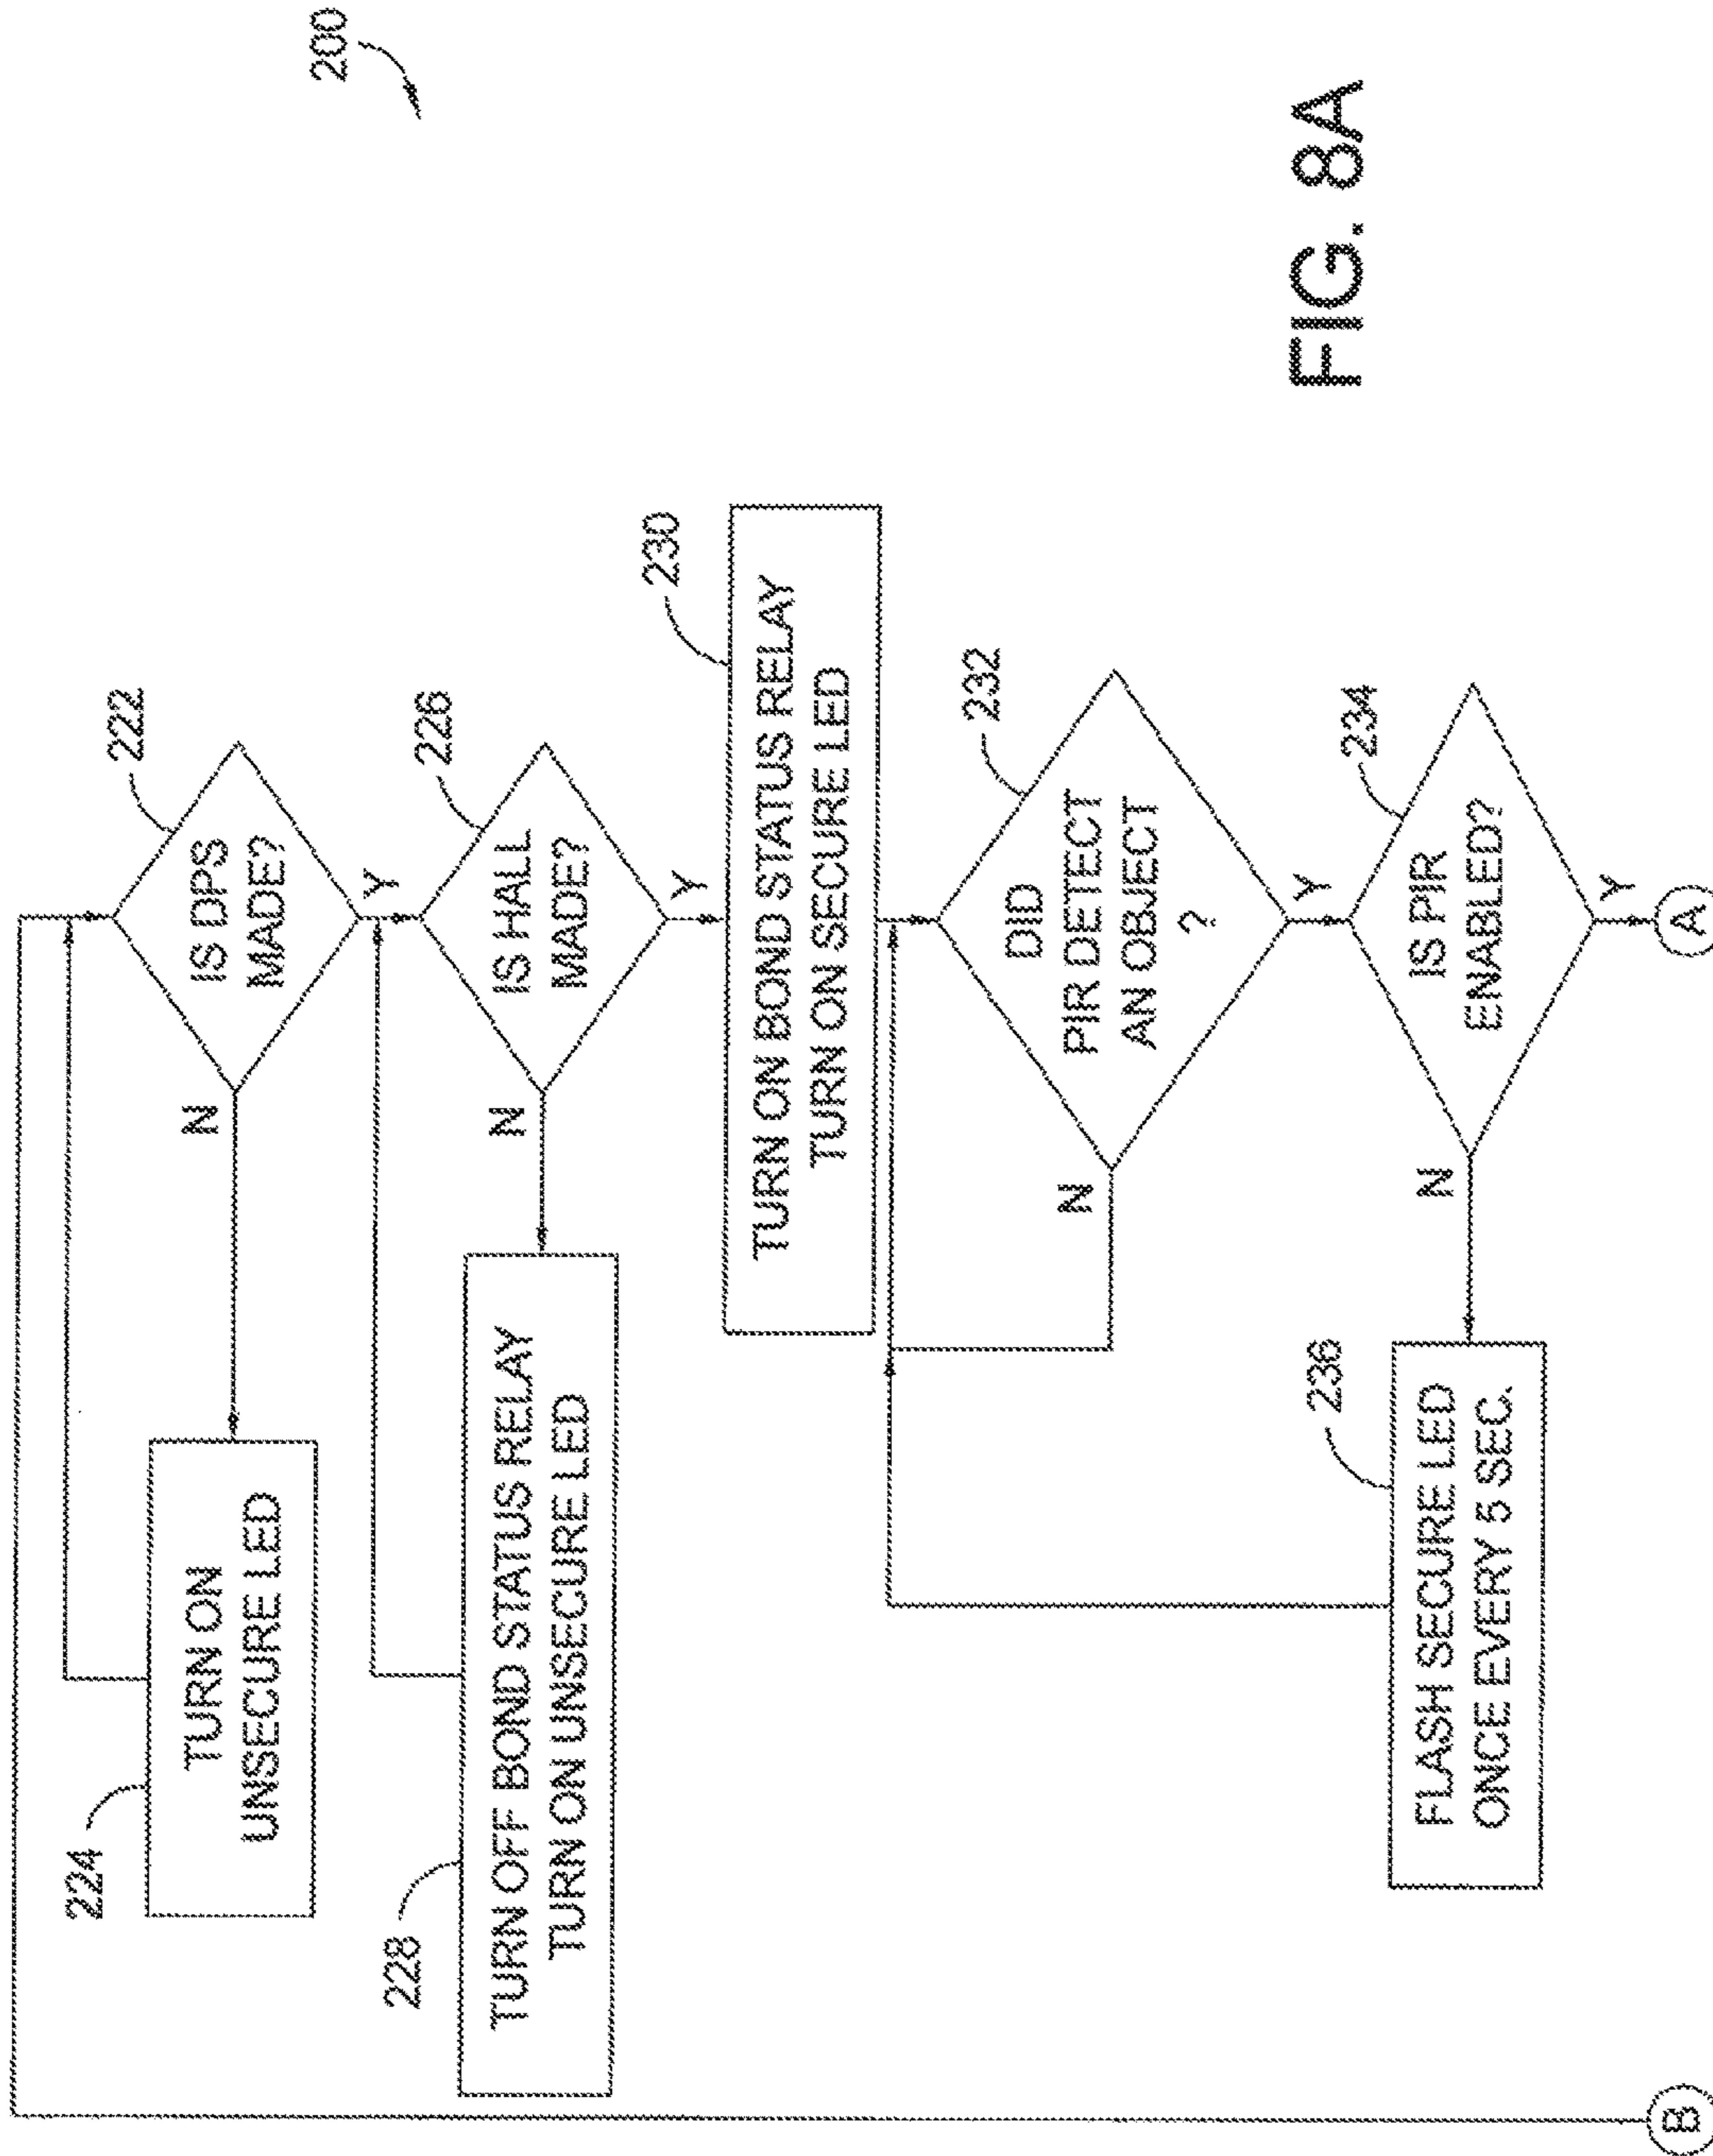 200
222
IS DPS
MADE?
N
Y
224
TURN ON
UNSECURE LED
226
IS HALL
MADE?
N
Y
228
TURN OFF BOND STATUS RELAY
TURN ON UNSECURE LED
230
TURN ON BOND STATUS RELAY
TURN ON SECURE LED
232
DID
PIR DETECT
AN OBJECT
?
N
Y
234
IS PIR
ENABLED?
N
Y
236
FLASH SECURE LED
ONCE EVERY 5 SEC.
B
A
FIG. 8A